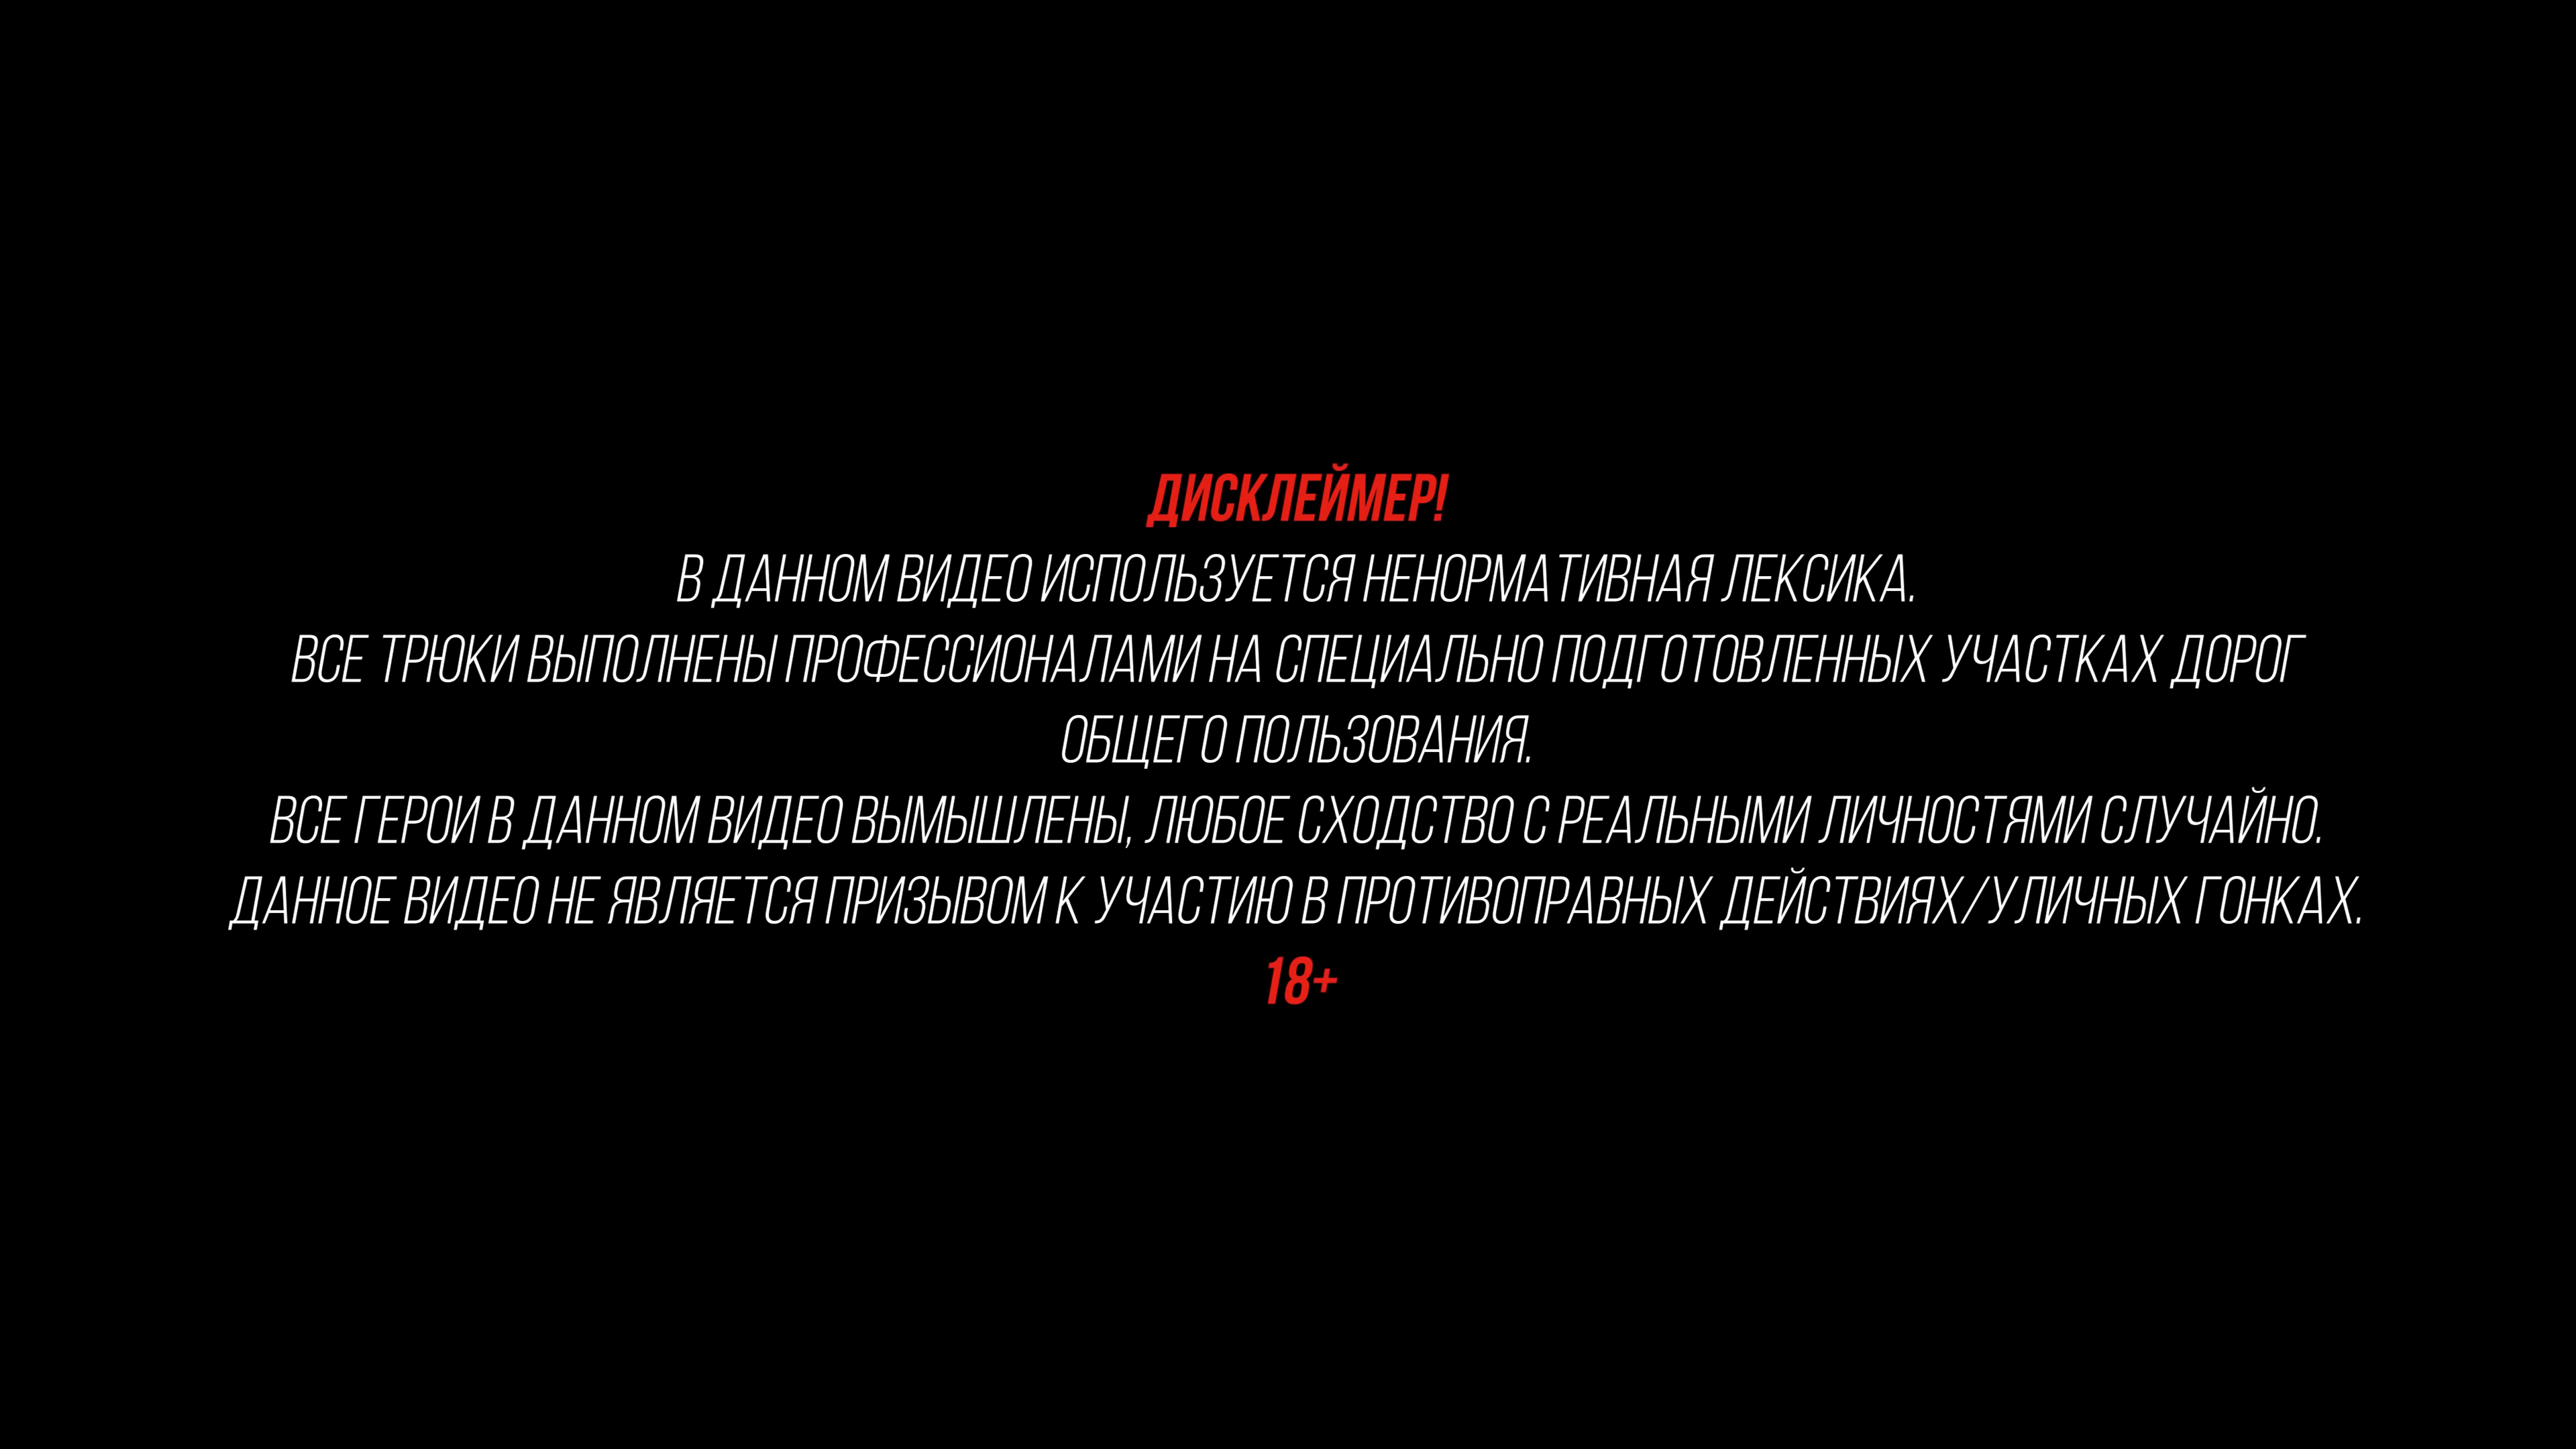 ДИСКЛЕЙМЕР!
В ДАННОМ ВИДЕО ИСПОЛЬЗУЕТСЯ НЕНОРМАТИВНАЯ ЛЕКСИКА.
ВСЕ ТРЮКИ ВЫПОЛНЕНЫ ПРОФЕССИОНАЛАМИ НА СПЕЦИАЛЬНО ПОДГОТОВЛЕННЫХ УЧАСТКАХ ДОРОГ
ОБЩЕГО ПОЛЬЗОВАНИЯ.
ВСЕ ГЕРОИ В ДАННОМ ВИДЕО ВЫМЫШЛЕНЫ, ЛЮБОЕ СХОДСТВО С РЕАЛЬНЫМИ ЛИЧНОСТЯМИ СЛУЧАЙНО.
ДАННОЕ ВИДЕО НЕ ЯВЛЯЕТСЯ ПРИЗЫВОМ К УЧАСТИЮ В ПРОТИВОПРАВНЫХ ДЕЙСТВИЯХ/УЛИЧНЫХ ГОНКАХ.
18+